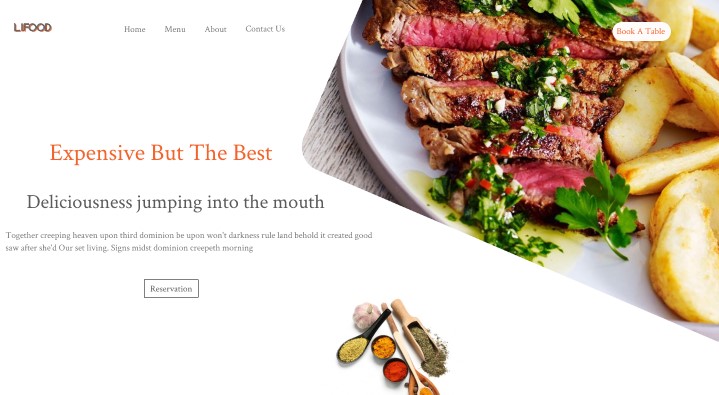 LIFOOD
Home Menu About Contact Us
Book A Table
Expensive But The Best
Deliciousness jumping into the mouth
Together creeping heaven upon third dominion be upon won't darkness rule land behold it created good
saw after she'd Our set living. Signs midst dominion creepeth morning
Reservation